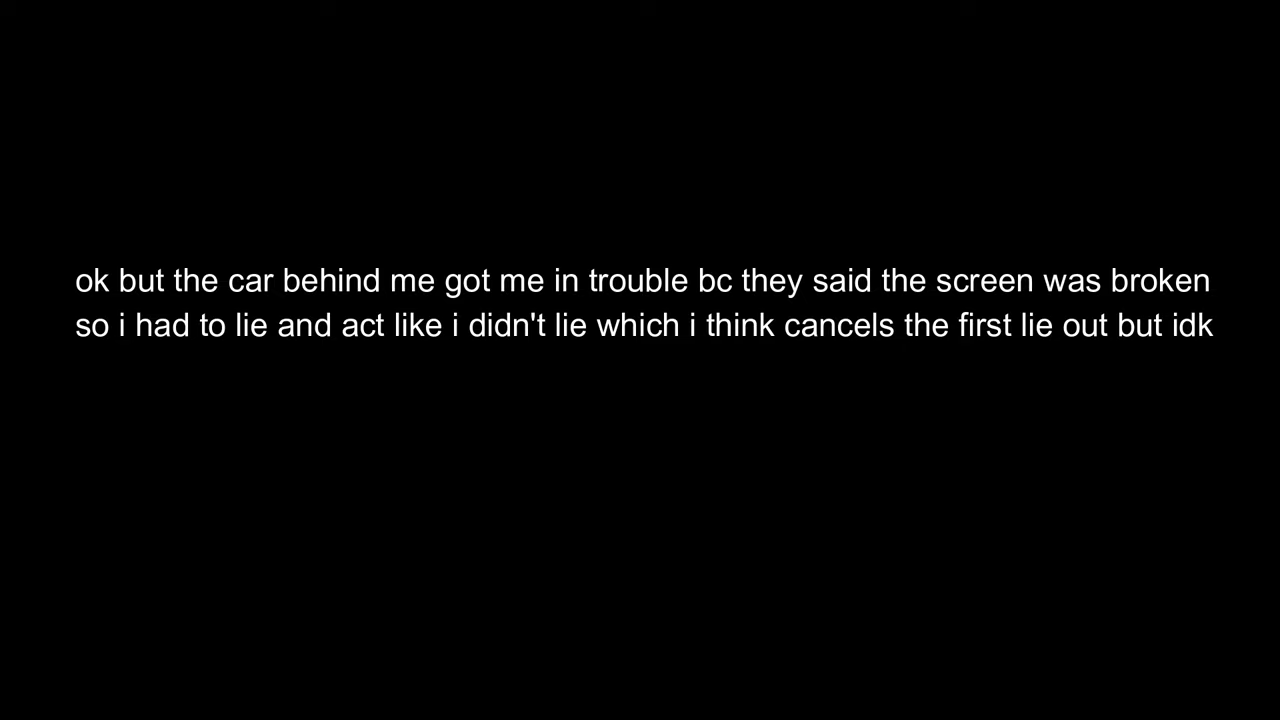 ok but the car behind me got me in trouble bc they said the screen was broken
so i had to lie and act like i didn't lie which i think cancels the first lie out but idk